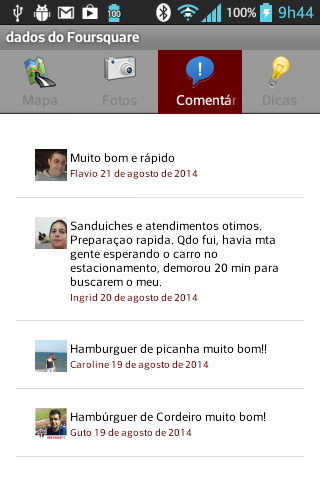 100% 9h44
dados do Foursquare
Mapa Fotos Comentár Dicas
Muito bom e rápido
Flavio 21 de agosto de 2014
Sanduiches e atendimentos otimos.
Preparaçao rapida. Qdo fui, havia mta
gente esperando o carro no
estacionamento, demorou 20 min para
buscarem o meu.
Ingrid 20 de agosto de 2014
Hamburguer de picanha muito bom!!
Caroline 19 de agosto de 2014
Hambúrguer de Cordeiro muito bom!
Guto 19 de agosto de 2014